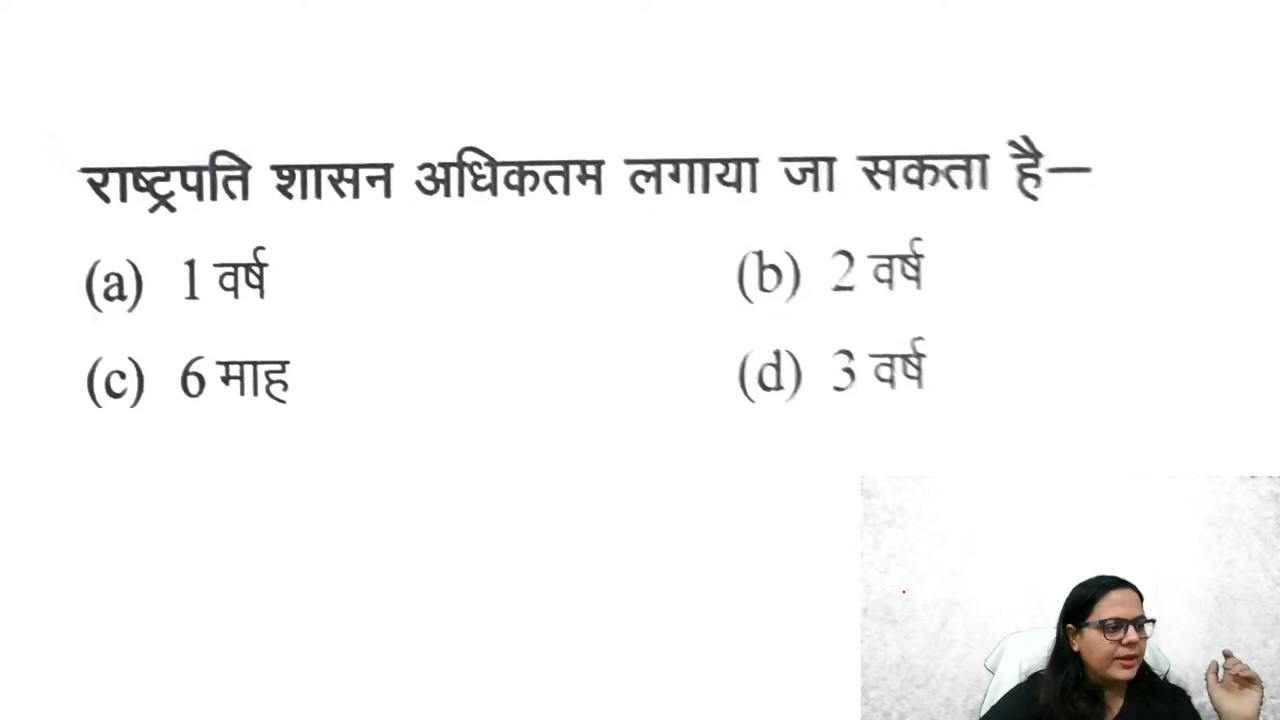 राष्ट्रपति शासन अधिकतम लगाया जा सकता है—
(a) 1 वर्ष (b) 2 वर्ष
(c) 6 माह (d) 3 वर्ष